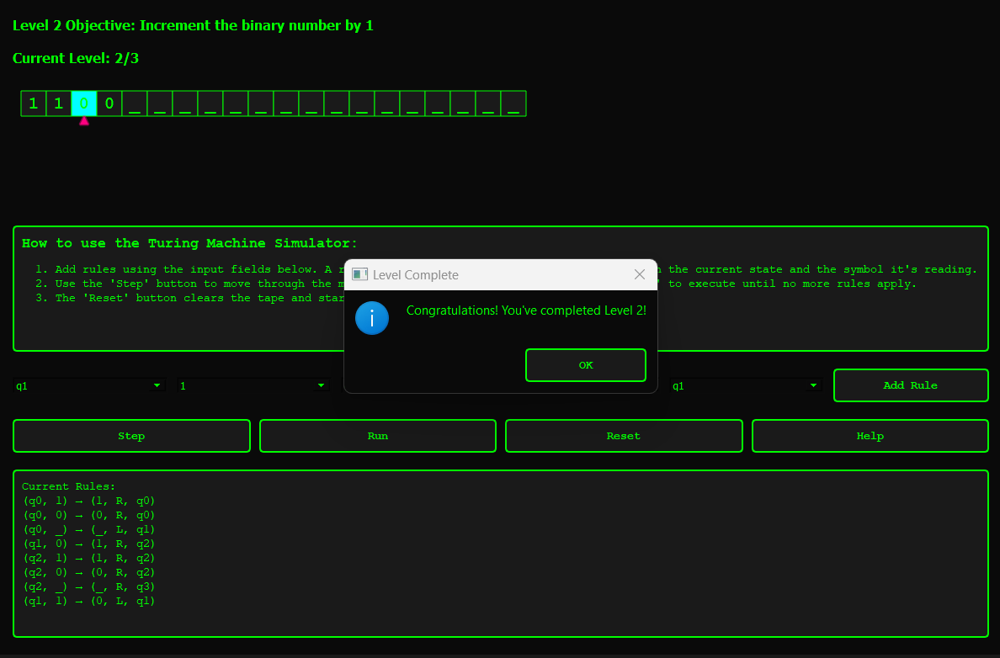 Level 2 Objective: Increment the binary number by 1
Current Level: 2/3
1 1 0 0 _ _ _ _ _ _ _ _ _ _ _ _ _ _ _ _
How to use the Turing Machine Simulator:
1. Add rules using the input fields below. A the current state and the symbol it's reading.
2. Use the 'Step' button to move through the to execute until no more rules apply.
3. The 'Reset' button clears the tape and
Level Complete
i
Congratulations! You've completed Level 2!
OK
q1 1 q1 Add Rule
Step Run Reset Help
Current Rules:
(q0, 1) → (1, R, q0)
(q0, 0) → (0, R, q0)
(q0, _) → (_, L, q1)
(q1, 0) → (1, R, q2)
(q2, 1) → (1, R, q2)
(q2, 0) → (0, R, q2)
(q2, _) → (_, R, q3)
(q1, 1) → (0, L, q1)